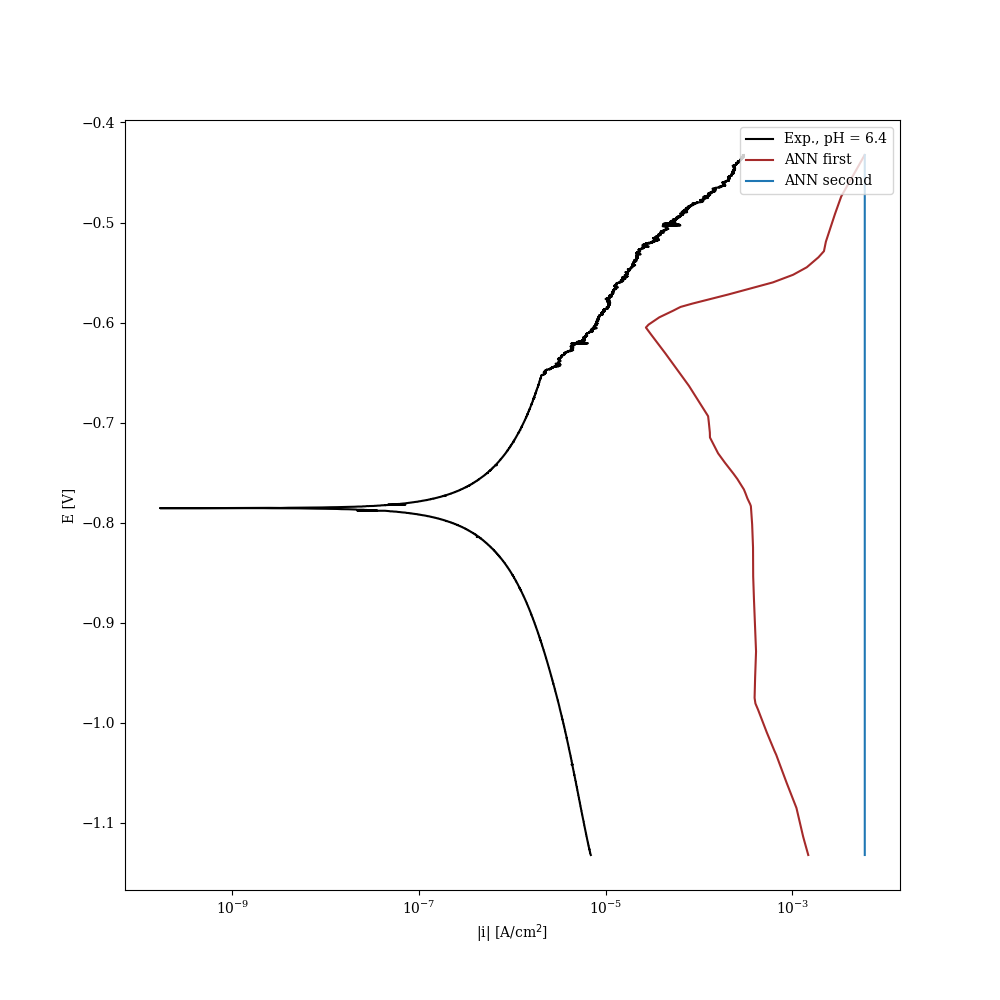 −0.4
−0.5
−0.6
−0.7
−0.8
−0.9
−1.0
−1.1
E [V]
10⁻⁹
10⁻⁷
10⁻⁵
10⁻³
|i| [A/cm²]
Exp., pH = 6.4
ANN first
ANN second